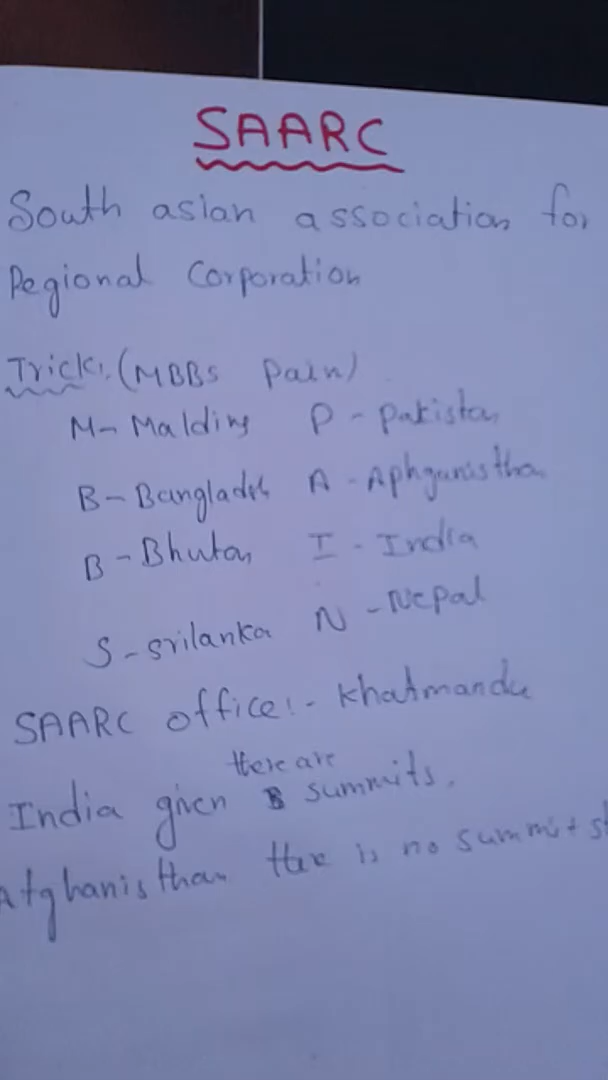 SAARC
South asian association for
Regional Corporation
Trick:. (MBBS Pain)
M- Maldivs P - Pakistan
B - Bangladesh A - Aphganisthan
B - Bhutan I - India
S - srilanka N - Nepal
SAARC office:- Khatmandu
there are
India given 3 summits.
Afghanisthan there is no summit